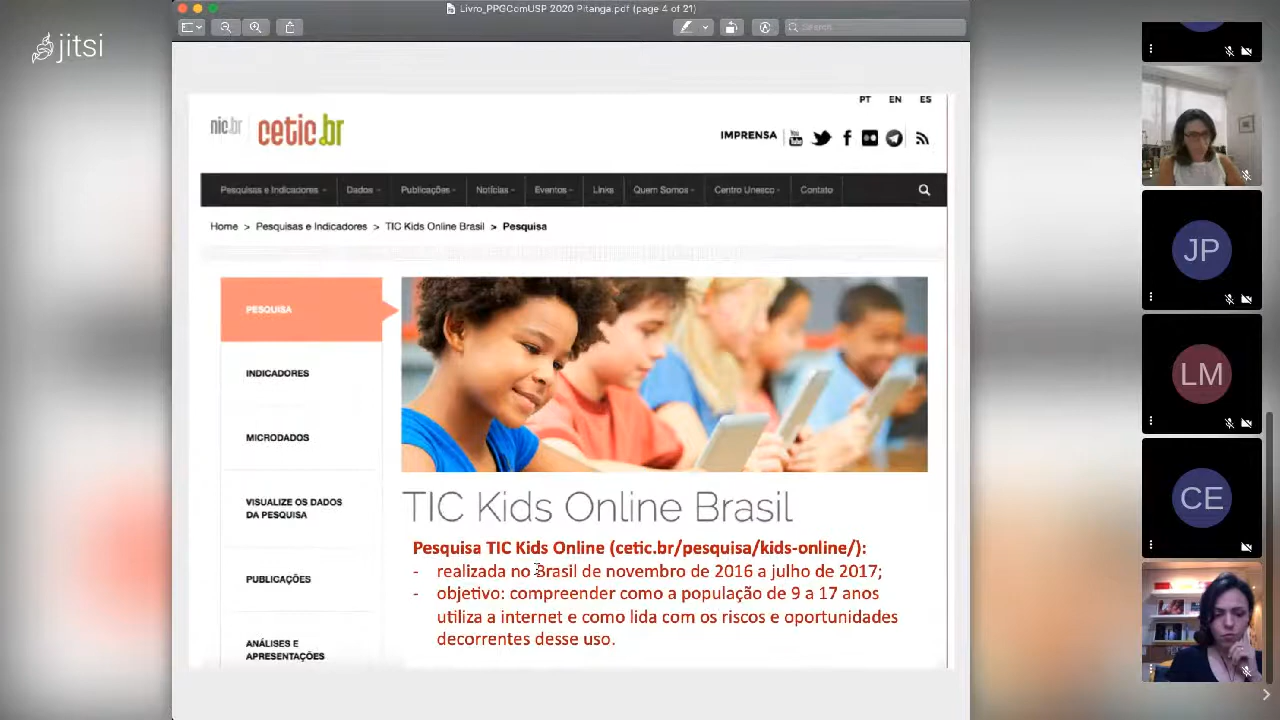 Livro_PPGComUSP 2020 Pitanga.pdf (page 4 of 21)
Search
jitsi
PT EN ES
nic.br cetic.br
IMPRENSA You Tube
Pesquisas e Indicadores Dados Publicações Notícias Eventos Links Quem Somos Centro Unesco Contato
Home > Pesquisas e Indicadores > TIC Kids Online Brasil > Pesquisa
PESQUISA
INDICADORES
MICRODADOS
VISUALIZE OS DADOS
DA PESQUISA
PUBLICAÇÕES
ANÁLISES E
APRESENTAÇÕES
TIC Kids Online Brasil
Pesquisa TIC Kids Online (cetic.br/pesquisa/kids-online/):
- realizada no Brasil de novembro de 2016 a julho de 2017;
- objetivo: compreender como a população de 9 a 17 anos
utiliza a internet e como lida com os riscos e oportunidades
decorrentes desse uso.
JP
LM
CE